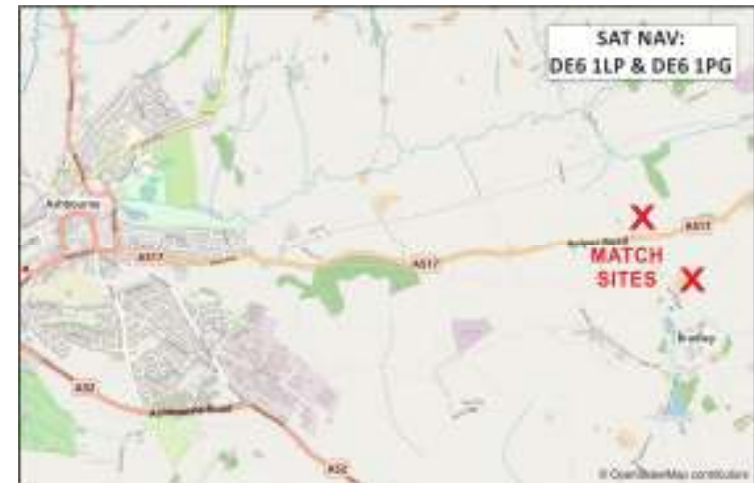 SAT NAV:
DE6 1LP & DE6 1PG
Ashbourne
A517
A517
A517
MATCH
SITES
X
X
Bradley
A52
A52
© OpenStreetMap contributors